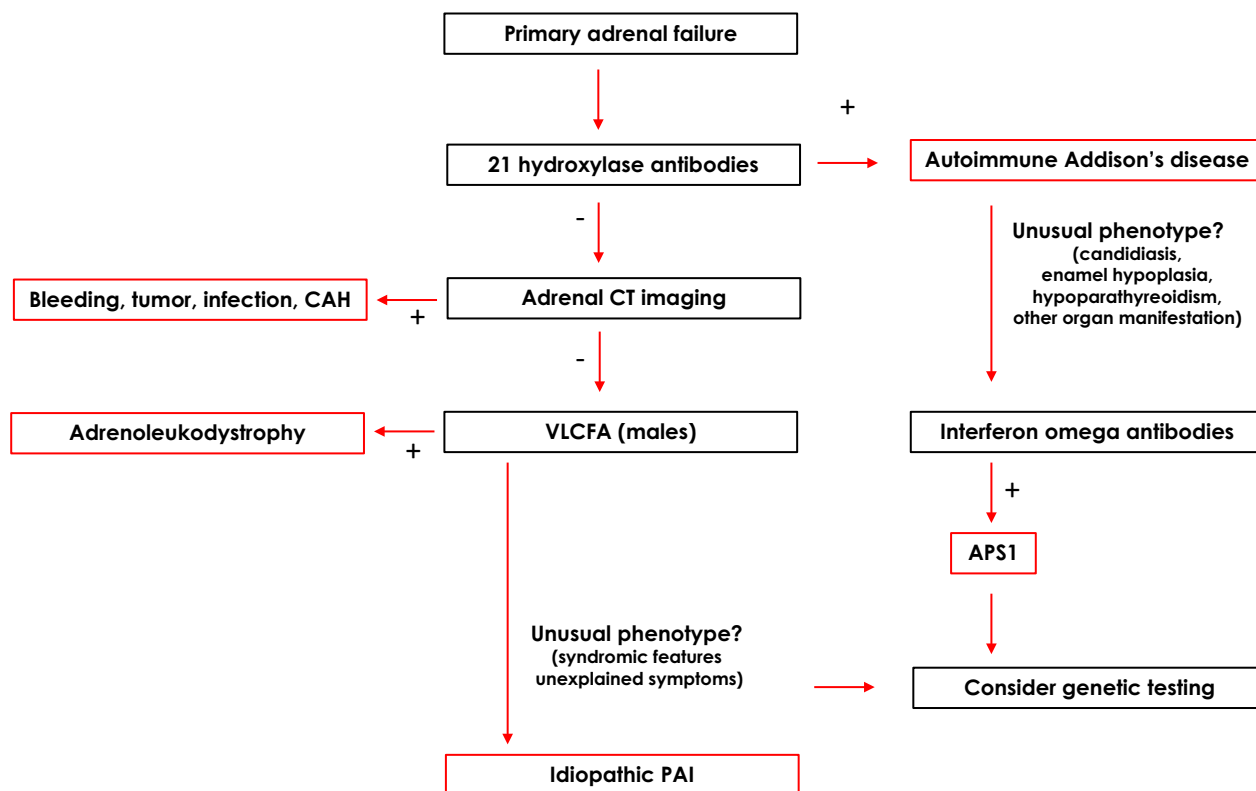 Primary adrenal failure
+
21 hydroxylase antibodies
Autoimmune Addison's disease
-
Unusual phenotype?
(candidiasis,
enamel hypoplasia,
hypoparathyreoidism,
other organ manifestation)
Bleeding, tumor, infection, CAH
+
Adrenal CT imaging
-
Adrenoleukodystrophy
+
VLCFA (males)
Interferon omega antibodies
+
APS1
Unusual phenotype?
(syndromic features
unexplained symptoms)
Consider genetic testing
Idiopathic PAI